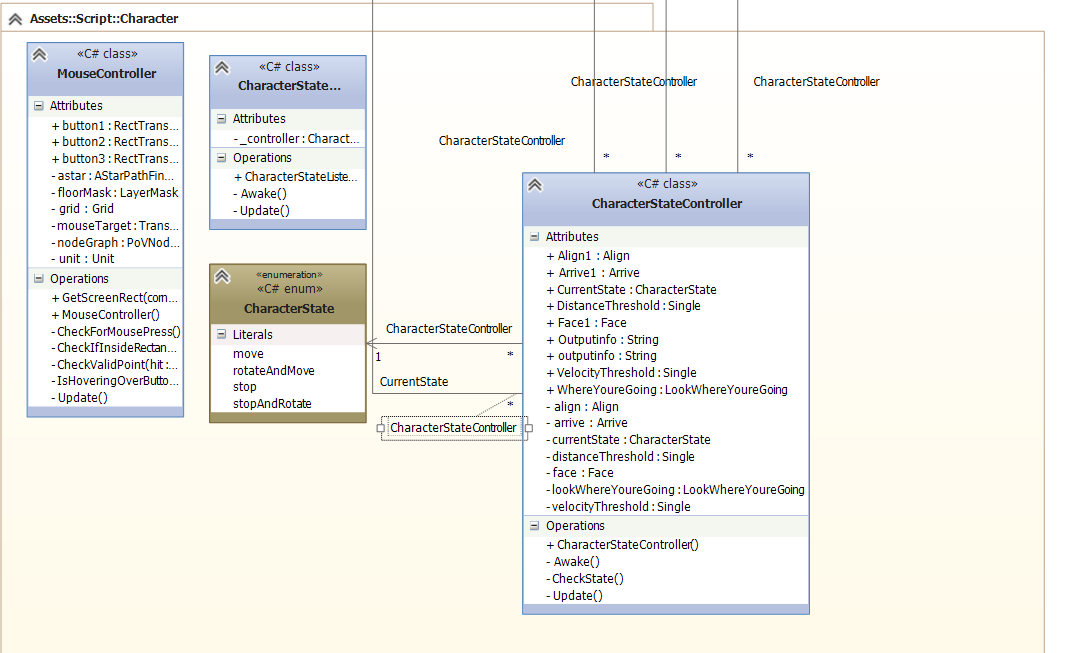 Assets::Script::Character
«C# class»
MouseController
Attributes
+ button1 : RectTrans...
+ button2 : RectTrans...
+ button3 : RectTrans...
- astar : AStarPathFin...
- floorMask : LayerMask
- grid : Grid
- mouseTarget : Trans...
- nodeGraph : PoVNod...
- unit : Unit
Operations
+ GetScreenRect(com...
+ MouseController()
- CheckForMousePress()
- CheckIfInsideRectan...
- CheckValidPoint(hit :...
- IsHoveringOverButto...
- Update()
«C# class»
CharacterState...
Attributes
- _controller : Charact...
Operations
+ CharacterStateListe...
- Awake()
- Update()
«enumeration»
«C# enum»
CharacterState
Literals
move
rotateAndMove
stop
stopAndRotate
CharacterStateController
CharacterStateController
CharacterStateController
*
*
*
CharacterStateController
1
*
CurrentState
*
CharacterStateController
«C# class»
CharacterStateController
Attributes
+ Align1 : Align
+ Arrive1 : Arrive
+ CurrentState : CharacterState
+ DistanceThreshold : Single
+ Face1 : Face
+ Outputinfo : String
+ outputinfo : String
+ VelocityThreshold : Single
+ WhereYoureGoing : LookWhereYoureGoing
- align : Align
- arrive : Arrive
- currentState : CharacterState
- distanceThreshold : Single
- face : Face
- lookWhereYoureGoing : LookWhereYoureGoing
- velocityThreshold : Single
Operations
+ CharacterStateController()
- Awake()
- CheckState()
- Update()